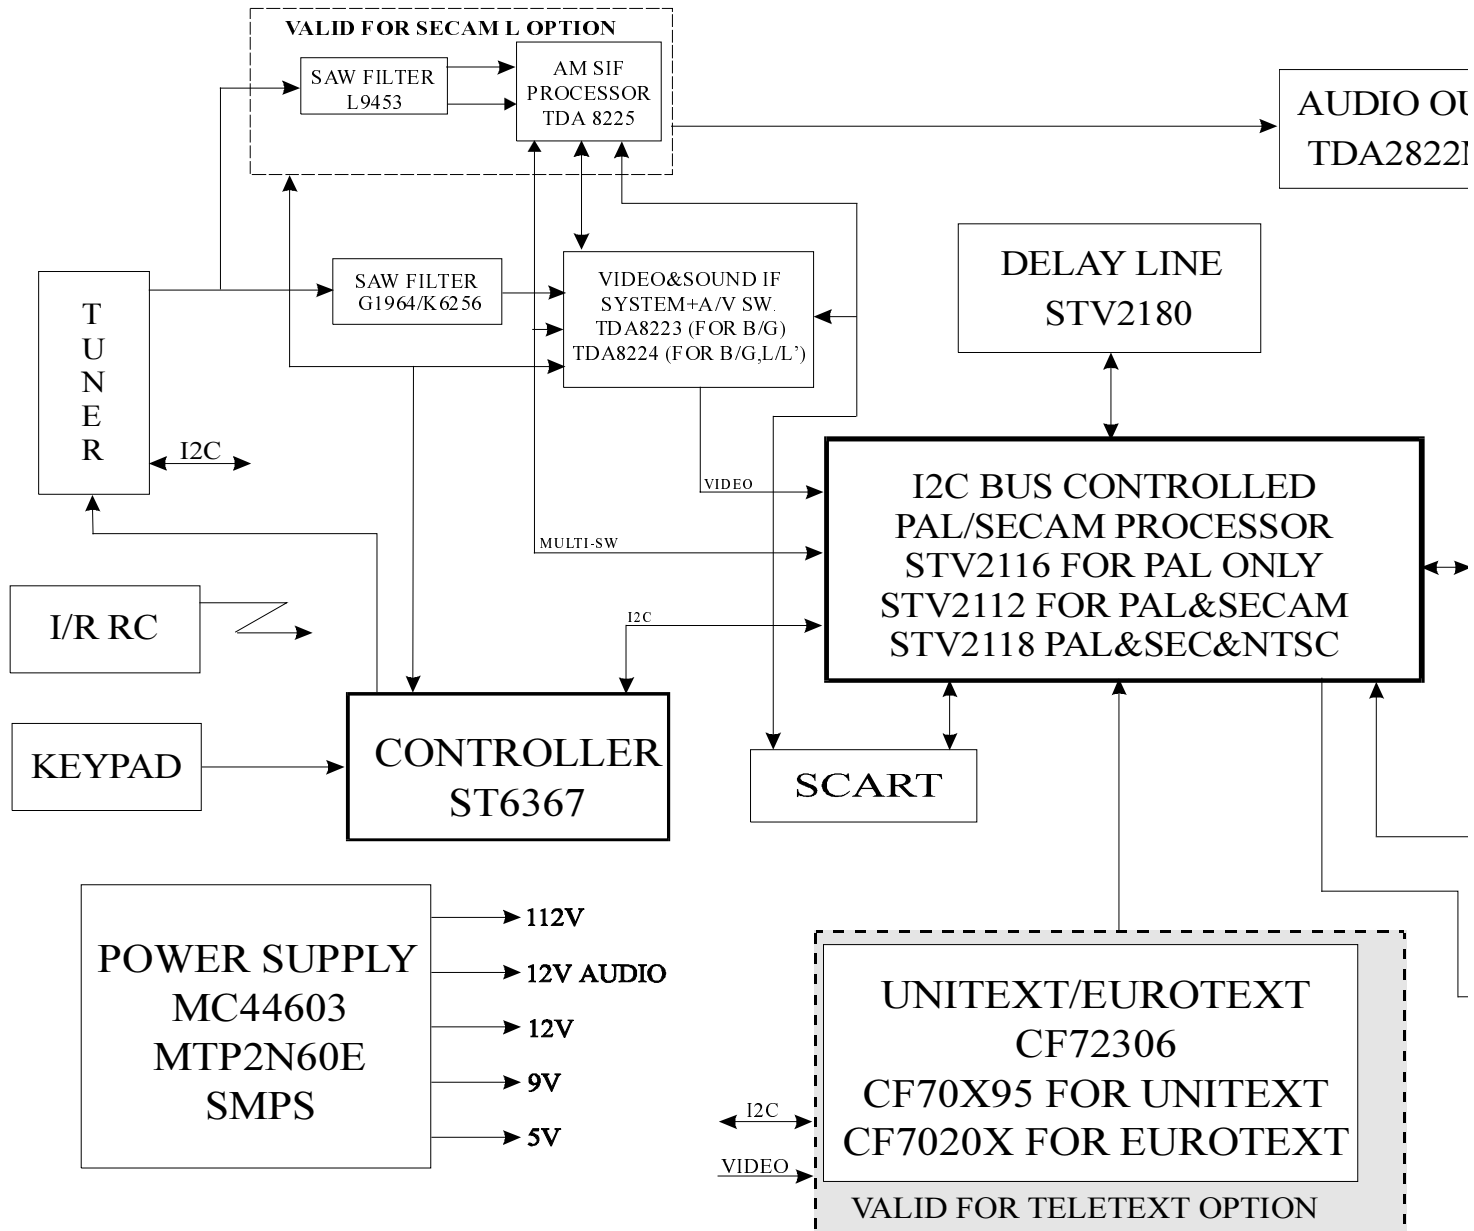 VALID FOR SECAM L OPTION
SAW FILTER
L9453
AM SIF
PROCESSOR
TDA 8225
AUDIO
TUNER
SAW FILTER
G1964/K6256
VIDEO&SOUND IF
SYSTEM+A/V SW.
TDA8223 (FOR B/G)
TDA8224 (FOR B/G,L/L’)
DELAY LINE
STV2180
I2C
VIDEO
MULTI-SW
I2C
I2C BUS CONTROLLED
PAL/SECAM PROCESSOR
STV2116 FOR PAL ONLY
STV2112 FOR PAL&SECAM
STV2118 PAL&SEC&NTSC
I/R RC
KEYPAD
CONTROLLER
ST6367
SCART
POWER SUPPLY
MC44603
MTP2N60E
SMPS
112V
12V AUDIO
12V
9V
5V
UNITEXT/EUROTEXT
CF72306
CF70X95 FOR UNITEXT
CF7020X FOR EUROTEXT
I2C
VIDEO
VALID FOR TELETEXT OPTION